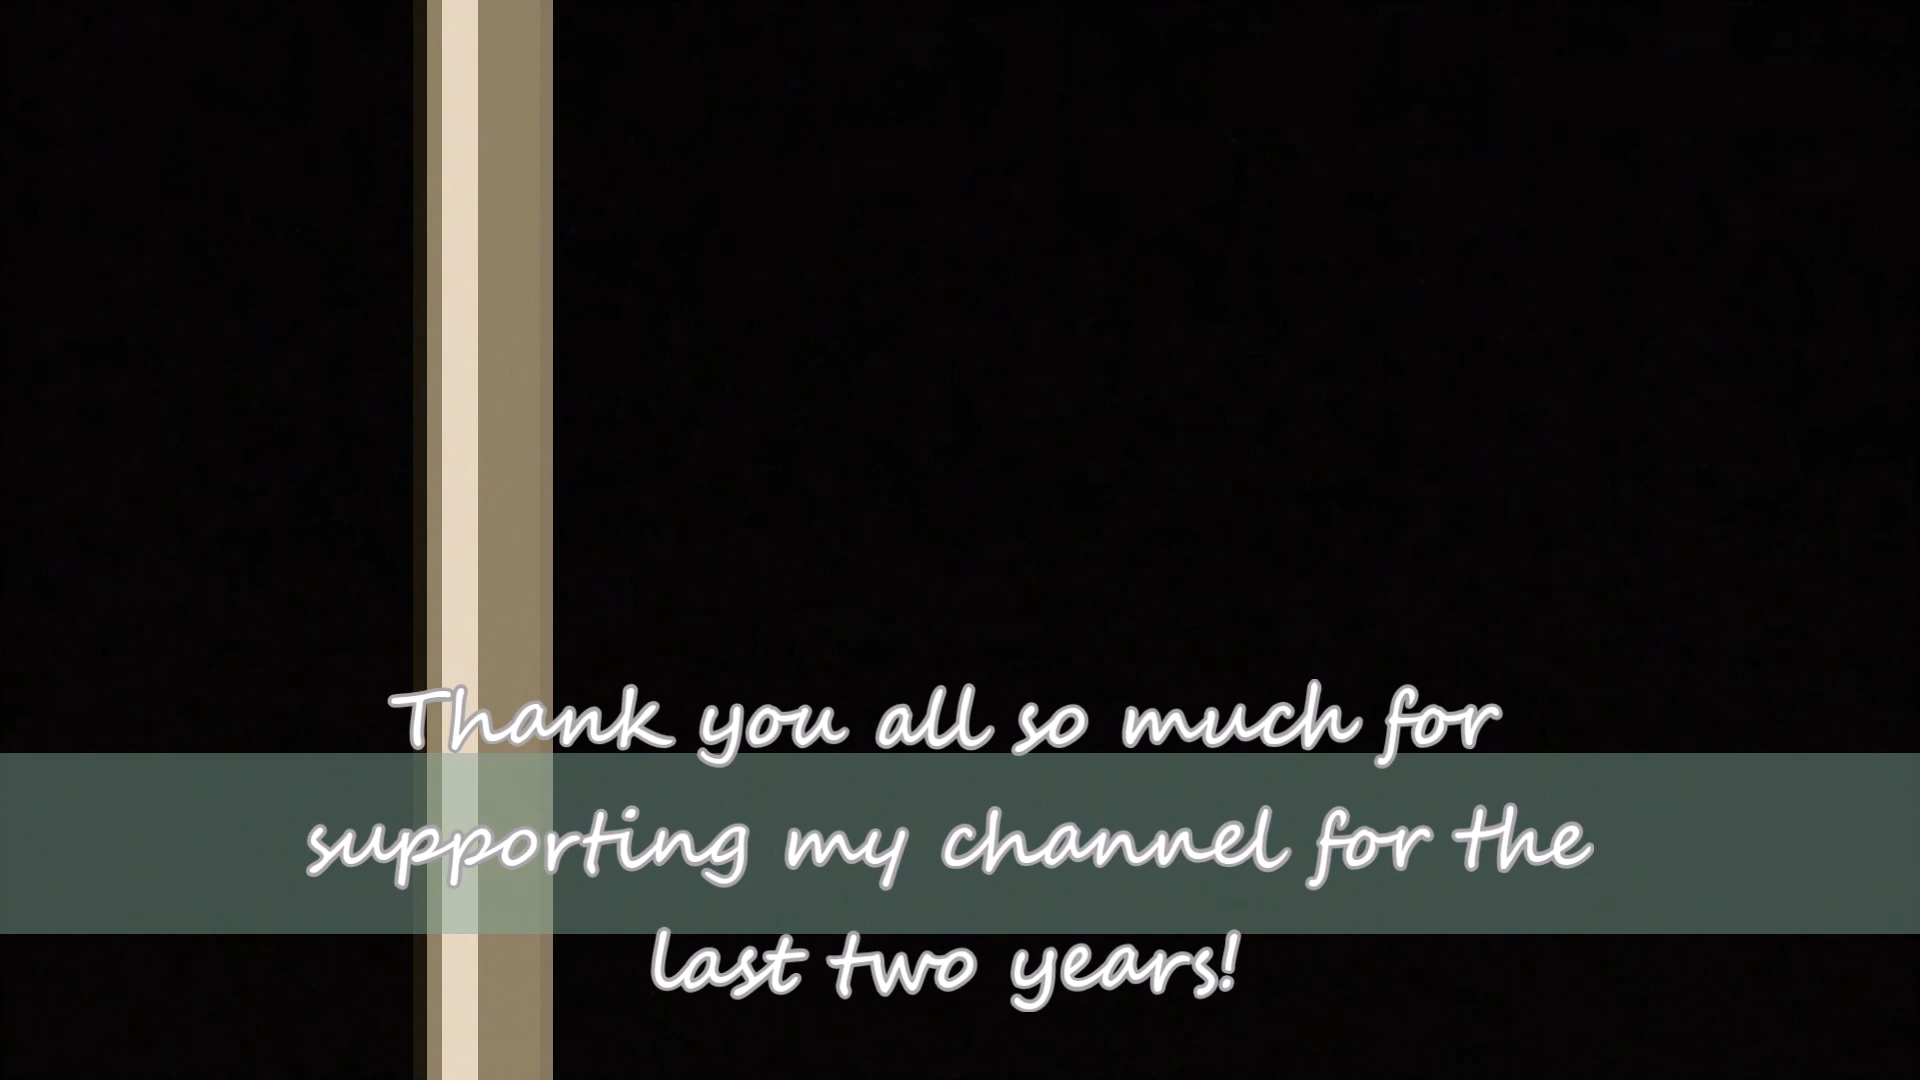 Thank you all so much for
supporting my channel for the
last two years!